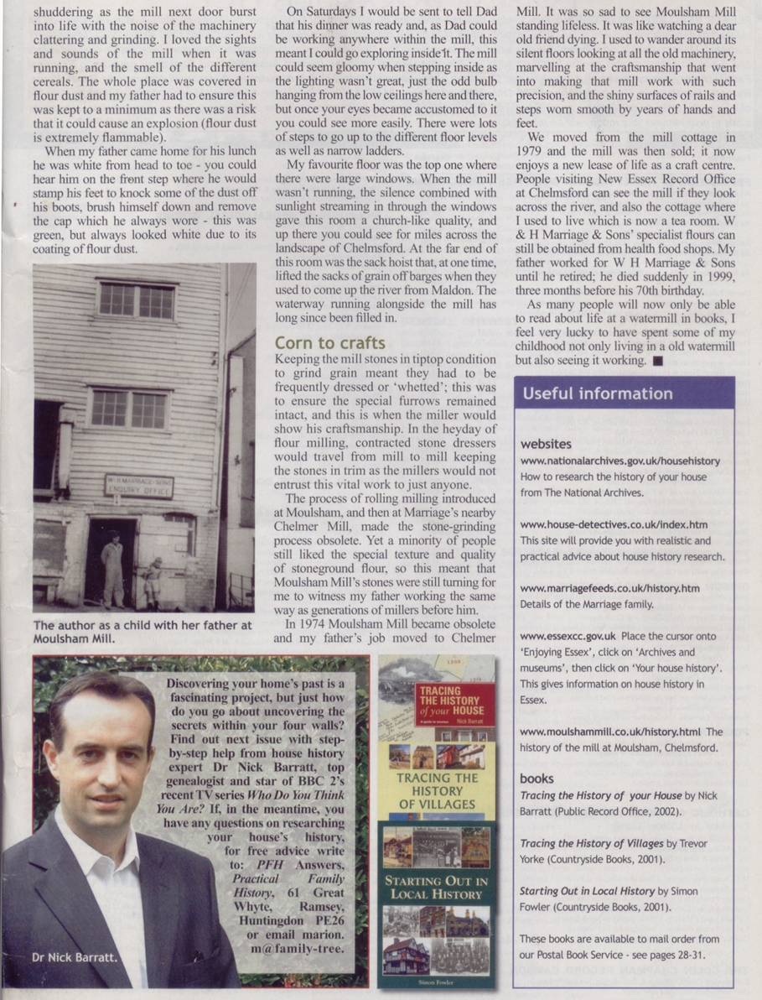 shuddering as the mill next door burst
into life with the noise of the machinery
clattering and grinding. I loved the sights
and sounds of the mill when it was
running, and the smell of the different
cereals. The whole place was covered in
flour dust and my father had to ensure this
was kept to a minimum as there was a risk
that it could cause an explosion (flour dust
is extremely flammable).
When my father came home for his lunch
he was white from head to toe - you could
hear him on the front step where he would
stamp his feet to knock some of the dust off
his boots, brush himself down and remove
the cap which he always wore - this was
green, but always looked white due to its
coating of flour dust.
W·H MARRIAGE & SONS
ENQUIRY OFFICE
The author as a child with her father at
Moulsham Mill.
On Saturdays I would be sent to tell Dad
that his dinner was ready and, as Dad could
be working anywhere within the mill, this
meant I could go exploring inside it. The mill
could seem gloomy when stepping inside as
the lighting wasn't great, just the odd bulb
hanging from the low ceilings here and there,
but once your eyes became accustomed to it
you could see more easily. There were lots
of steps to go up to the different floor levels
as well as narrow ladders.
My favourite floor was the top one where
there were large windows. When the mill
wasn't running, the silence combined with
sunlight streaming in through the windows
gave this room a church-like quality, and
up there you could see for miles across the
landscape of Chelmsford. At the far end of
this room was the sack hoist that, at one time,
lifted the sacks of grain off barges when they
used to come up the river from Maldon. The
waterway running alongside the mill has
long since been filled in.
Corn to crafts
Keeping the mill stones in tiptop condition
to grind grain meant they had to be
frequently dressed or 'whetted'; this was
to ensure the special furrows remained
intact, and this is when the miller would
show his craftsmanship. In the heyday of
flour milling, contracted stone dressers
would travel from mill to mill keeping
the stones in trim as the millers would not
entrust this vital work to just anyone.
The process of rolling milling introduced
at Moulsham, and then at Marriage's nearby
Chelmer Mill, made the stone-grinding
process obsolete. Yet a minority of people
still liked the special texture and quality
of stoneground flour, so this meant that
Moulsham Mill's stones were still turning for
me to witness my father working the same
way as generations of millers before him.
In 1974 Moulsham Mill became obsolete
and my father's job moved to Chelmer
Mill. It was so sad to see Moulsham Mill
standing lifeless. It was like watching a dear
old friend dying. I used to wander around its
silent floors looking at all the old machinery,
marvelling at the craftsmanship that went
into making that mill work with such
precision, and the shiny surfaces of rails and
steps worn smooth by years of hands and
feet.
We moved from the mill cottage in
1979 and the mill was then sold; it now
enjoys a new lease of life as a craft centre.
People visiting New Essex Record Office
at Chelmsford can see the mill if they look
across the river, and also the cottage where
I used to live which is now a tea room. W
& H Marriage & Sons' specialist flours can
still be obtained from health food shops. My
father worked for W H Marriage & Sons
until he retired; he died suddenly in 1999,
three months before his 70th birthday.
As many people will now only be able
to read about life at a watermill in books, I
feel very lucky to have spent some of my
childhood not only living in a old watermill
but also seeing it working. ■
Useful information
websites
www.nationalarchives.gov.uk/househistory
How to research the history of your house
from The National Archives.
www.house-detectives.co.uk/index.htm
This site will provide you with realistic and
practical advice about house history research.
www.marriagefeeds.co.uk/history.htm
Details of the Marriage family.
www.essexcc.gov.uk Place the cursor onto
'Enjoying Essex', click on 'Archives and
museums', then click on 'Your house history'.
This gives information on house history in
Essex.
www.moulshammill.co.uk/history.html The
history of the mill at Moulsham, Chelmsford.
books
Tracing the History of your House by Nick
Barratt (Public Record Office, 2002).
Tracing the History of Villages by Trevor
Yorke (Countryside Books, 2001).
Starting Out in Local History by Simon
Fowler (Countryside Books, 2001).
These books are available to mail order from
our Postal Book Service - see pages 28-31.
Discovering your home's past is a
fascinating project, but just how
do you go about uncovering the
secrets within your four walls?
Find out next issue with step-
by-step help from house history
expert Dr Nick Barratt, top
genealogist and star of BBC 2's
recent TV series Who Do You Think
You Are? If, in the meantime, you
have any questions on researching
your house's history,
for free advice write
to: PFH Answers,
Practical Family
History, 61 Great
Whyte, Ramsey,
Huntingdon PE26
or email marion.
m@family-tree.
Dr Nick Barratt.
TRACING
THE HISTORY
of your HOUSE
A guide to sources Nick Barratt
TRACING THE
HISTORY
OF VILLAGES
STARTING OUT IN
LOCAL HISTORY
Simon Fowler